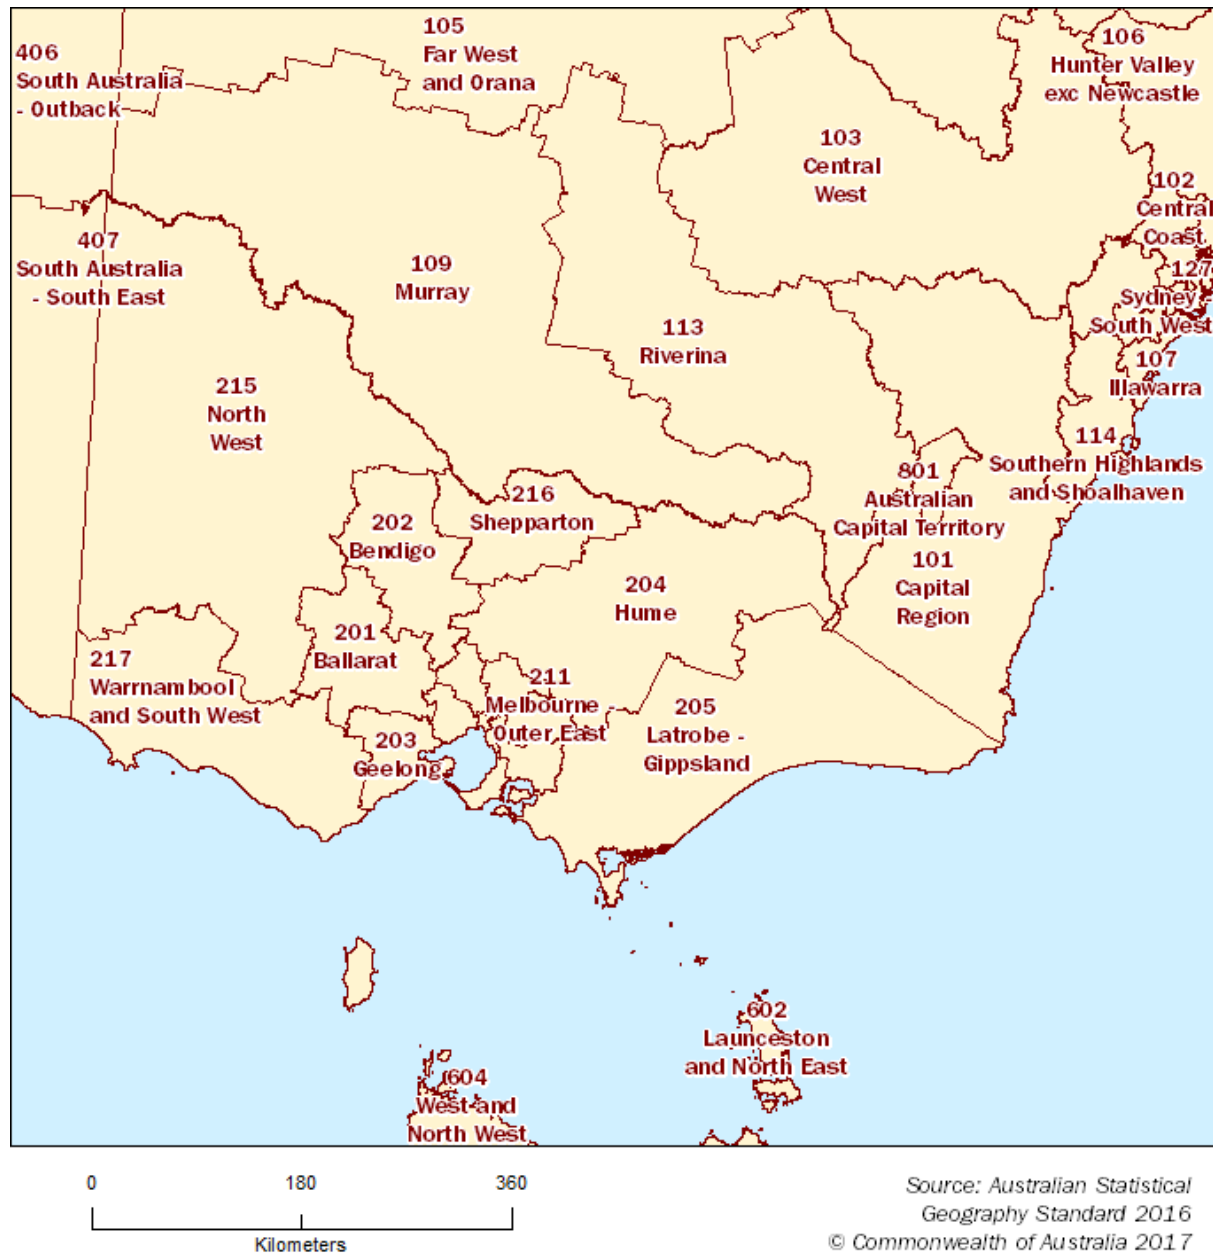 105
Far West
and Orana
406
South Australia
- Outback
106
Hunter Valley
exc Newcastle
103
Central
West
102
Central
Coast
407
South Australia
- South East
109
Murray
127
Sydney -
South West
113
Riverina
107
Illawarra
215
North
West
114
Southern Highlands
and Shoalhaven
801
Australian
Capital Territory
216
Shepparton
202
Bendigo
101
Capital
Region
204
Hume
201
Ballarat
217
Warrnambool
and South West
211
Melbourne -
Outer East
205
Latrobe -
Gippsland
203
Geelong
602
Launceston
and North East
604
West and
North West
0 180 360
Kilometers
Source: Australian Statistical
Geography Standard 2016
© Commonwealth of Australia 2017